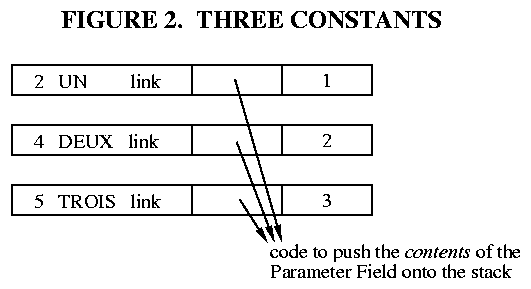 FIGURE 2. THREE CONSTANTS
2 UN link 1
4 DEUX link 2
5 TROIS link 3
code to push the contents of the
Parameter Field onto the stack